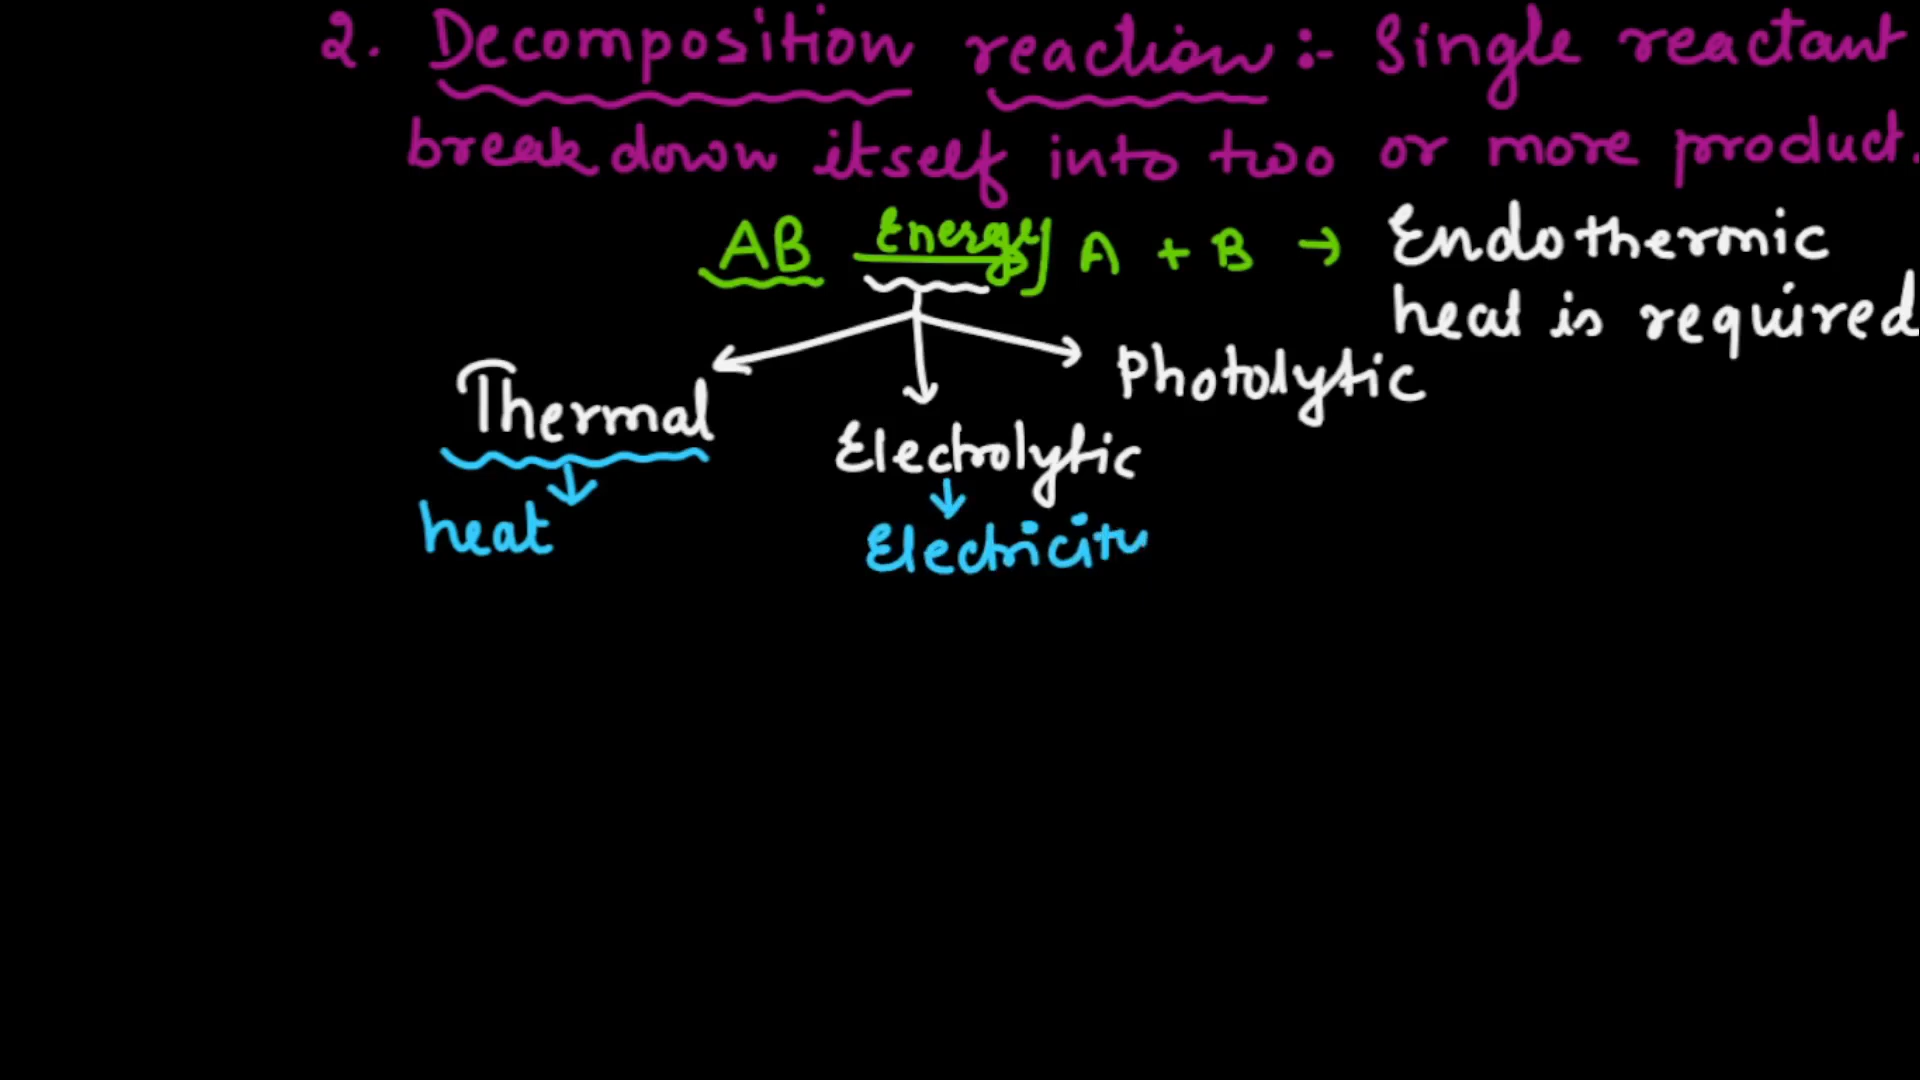 2. Decomposition reaction :- Single reactant
break down itself into two or more product.
AB Energy A + B → Endothermic
heat is required
Thermal Electrolytic Photolytic
heat Electricity